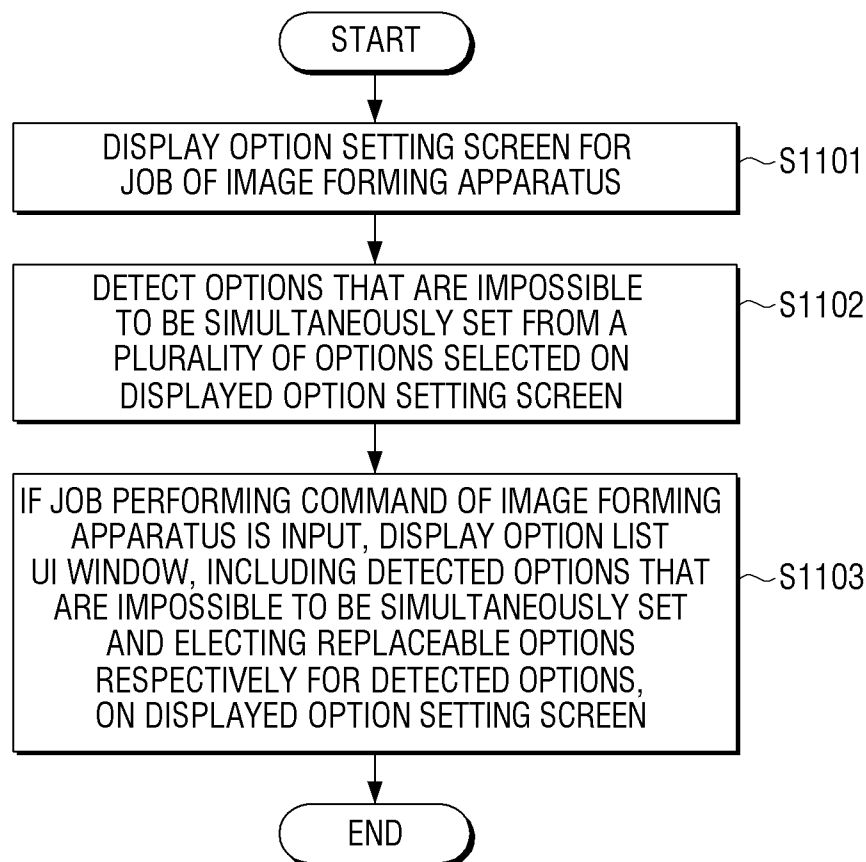 START
DISPLAY OPTION SETTING SCREEN FOR
JOB OF IMAGE FORMING APPARATUS
S1101
DETECT OPTIONS THAT ARE IMPOSSIBLE
TO BE SIMULTANEOUSLY SET FROM A
PLURALITY OF OPTIONS SELECTED ON
DISPLAYED OPTION SETTING SCREEN
S1102
IF JOB PERFORMING COMMAND OF IMAGE FORMING
APPARATUS IS INPUT, DISPLAY OPTION LIST
UI WINDOW, INCLUDING DETECTED OPTIONS THAT
ARE IMPOSSIBLE TO BE SIMULTANEOUSLY SET
AND ELECTING REPLACEABLE OPTIONS
RESPECTIVELY FOR DETECTED OPTIONS,
ON DISPLAYED OPTION SETTING SCREEN
S1103
END